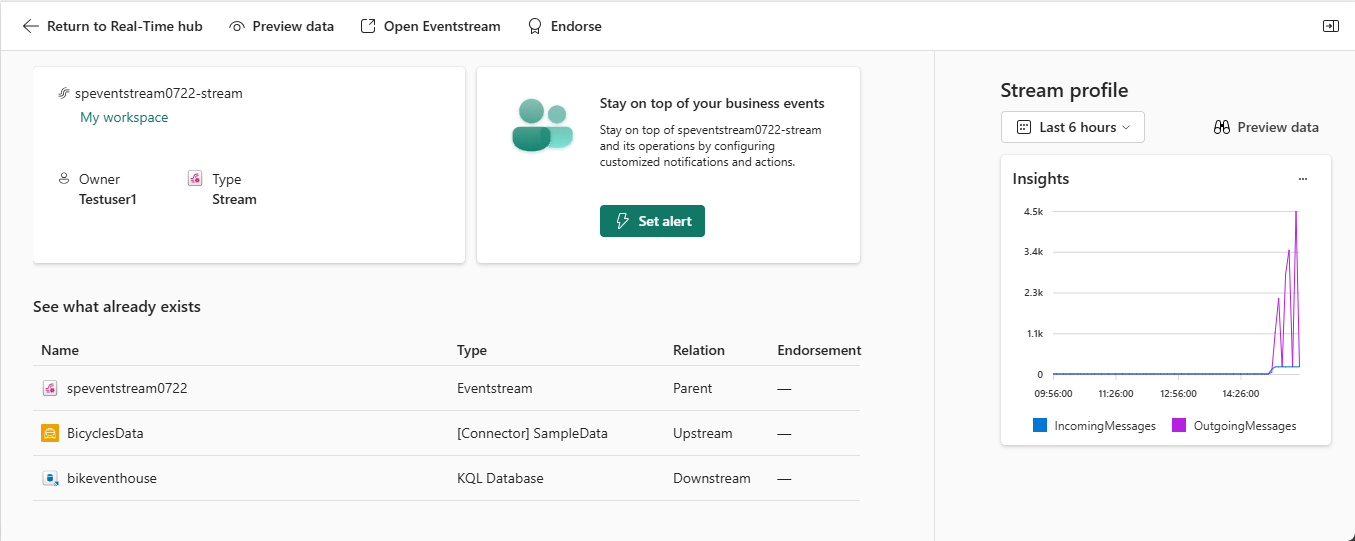 Return to Real-Time hub Preview data Open Eventstream Endorse
speventstream0722-stream
My workspace
Owner Type
Testuser1 Stream
Stay on top of your business events
Stay on top of speventstream0722-stream
and its operations by configuring
customized notifications and actions.
Set alert
See what already exists
Name Type Relation Endorsement
speventstream0722 Eventstream Parent —
BicyclesData [Connector] SampleData Upstream —
bikeventhouse KQL Database Downstream —
Stream profile
Last 6 hours Preview data
Insights ...
4.5k
3.4k
2.3k
1.1k
0
09:56:00 11:26:00 12:56:00 14:26:00
IncomingMessages OutgoingMessages